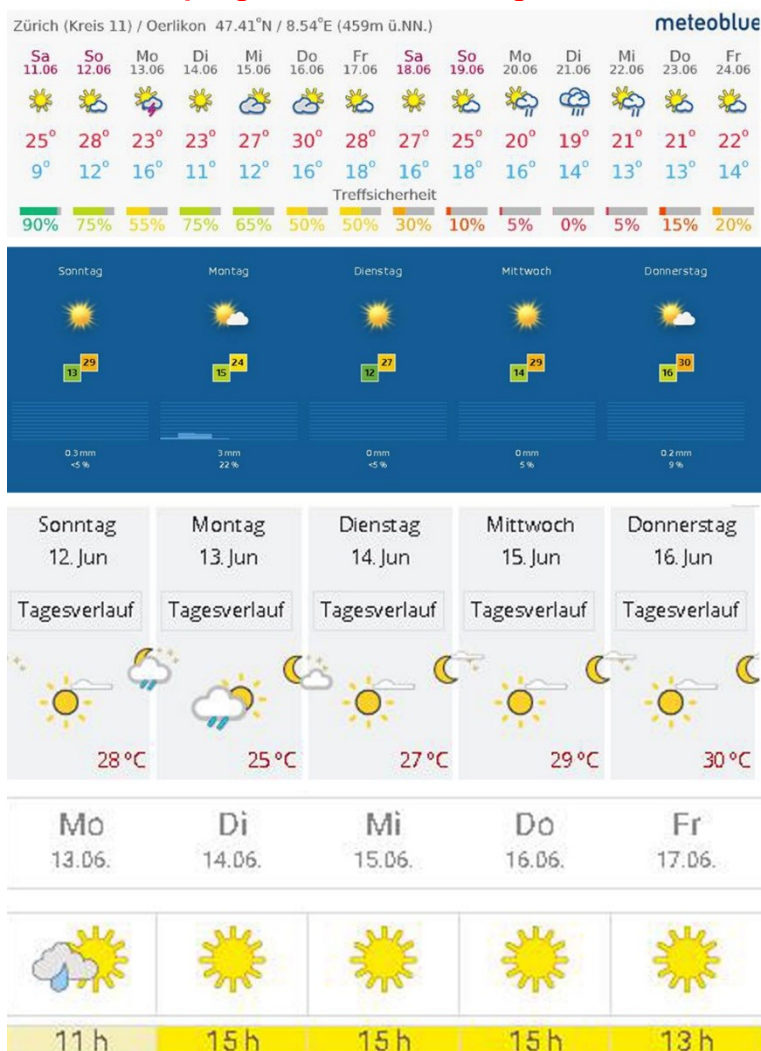 Zürich (Kreis 11) / Oerlikon 47.41°N / 8.54°E (459m ü.NN.) meteoblue
Sa So Mo Di Mi Do Fr Sa So Mo Di Mi Do Fr
11.06 12.06 13.06 14.06 15.06 16.06 17.06 18.06 19.06 20.06 21.06 22.06 23.06 24.06
25° 28° 23° 23° 27° 30° 28° 27° 25° 20° 19° 21° 21° 22°
9° 12° 16° 11° 12° 16° 18° 16° 18° 16° 14° 13° 13° 14°
Treffsicherheit
90% 75% 55% 75% 65% 50% 50% 30% 10% 5% 0% 5% 15% 20%
Sonntag Montag Dienstag Mittwoch Donnerstag
29 24 27 29 30
13 15 12 14 16
0.3 mm 3 mm 0 mm 0 mm 0.2 mm
<5 % 22 % <5 % 5 % 9 %
Sonntag Montag Dienstag Mittwoch Donnerstag
12. Jun 13. Jun 14. Jun 15. Jun 16. Jun
Tagesverlauf Tagesverlauf Tagesverlauf Tagesverlauf Tagesverlauf
28 °C 25 °C 27 °C 29 °C 30 °C
Mo Di Mi Do Fr
13.06. 14.06. 15.06. 16.06. 17.06.
11 h 15 h 15 h 15 h 13 h